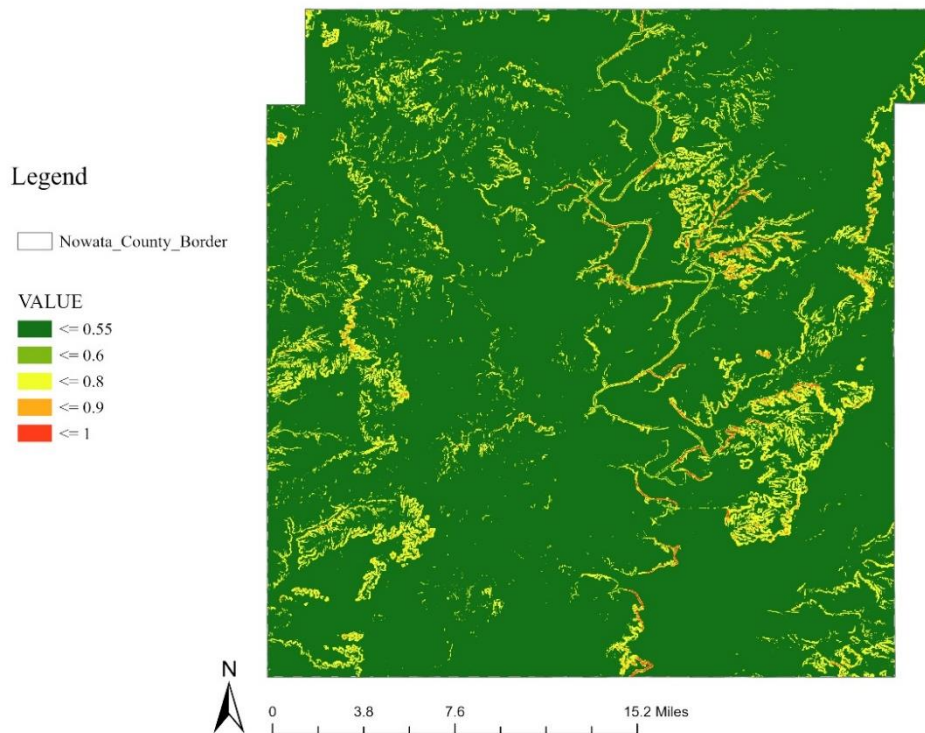 Legend
Nowata_County_Border
VALUE
<= 0.55
<= 0.6
<= 0.8
<= 0.9
<= 1
N
0 3.8 7.6 15.2 Miles